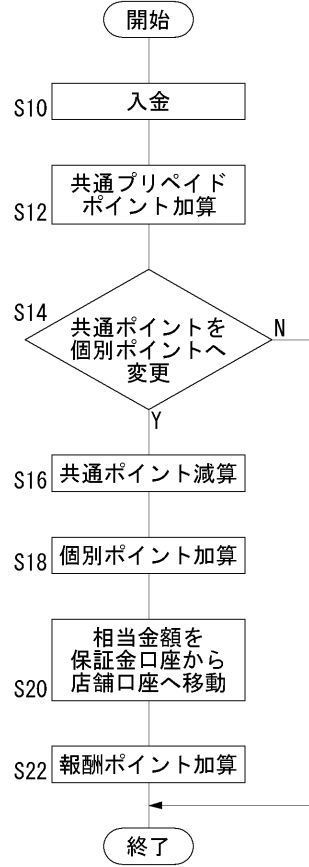 開始
S10
入金
S12
共通プリペイド
ポイント加算
S14
共通ポイントを
個別ポイントへ
変更
N
Y
S16
共通ポイント減算
S18
個別ポイント加算
S20
相当金額を
保証金口座から
店舗口座へ移動
S22
報酬ポイント加算
終了